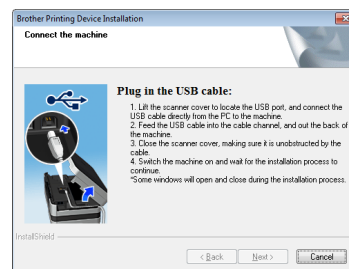 Brother Printing Device Installation
Connect the machine
Plug in the USB cable:
1. Lift the scanner cover to locate the USB port, and connect the
USB cable directly from the PC to the machine.
2. Feed the USB cable into the cable channel, and out the back of
the machine.
3. Close the scanner cover, making sure it is unobstructed by the
cable.
4. Switch the machine on and wait for the installation process to
continue.
*Some windows will open and close during the installation process.
InstallShield
< Back
Next >
Cancel